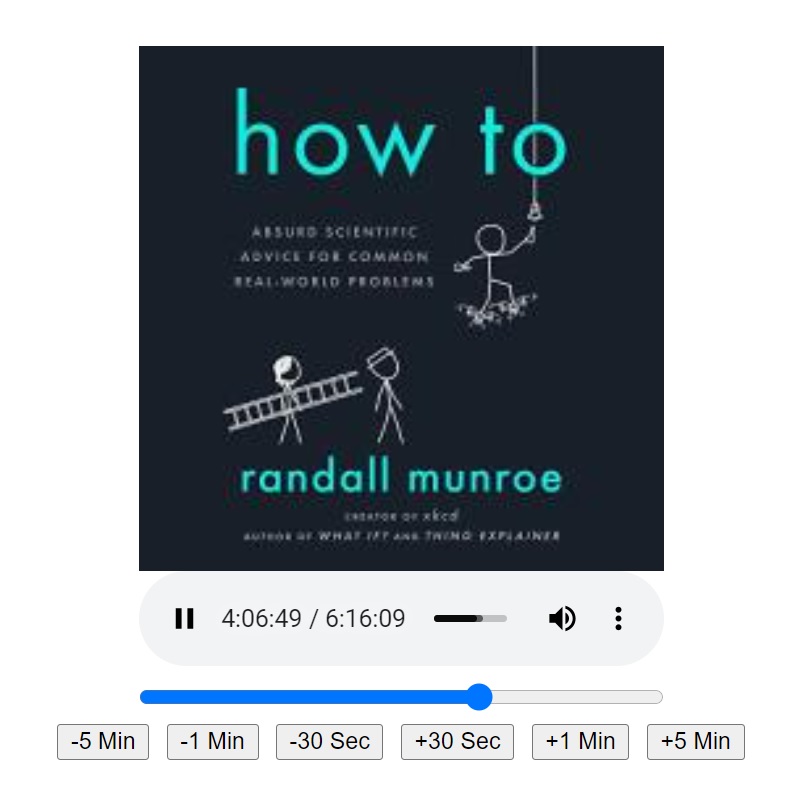 how to
ABSURD SCIENTIFIC
ADVICE FOR COMMON
REAL-WORLD PROBLEMS
randall munroe
CREATOR OF xkcd
AUTHOR OF WHAT IF? AND THING EXPLAINER
4:06:49 / 6:16:09
-5 Min -1 Min -30 Sec +30 Sec +1 Min +5 Min